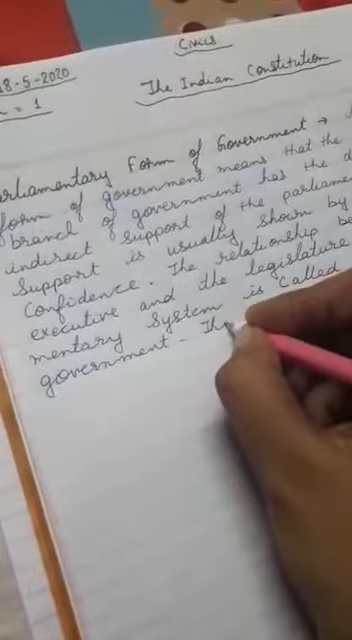 Civics
18-5-2020
The Indian Constitution
= 1
Parliamentary Form of Government →
form of government means that the
branch of government has the
indirect support of the
Support is usually shown by
Confidence. The relationship
executive and the legislature
mentary System is called
government. Th